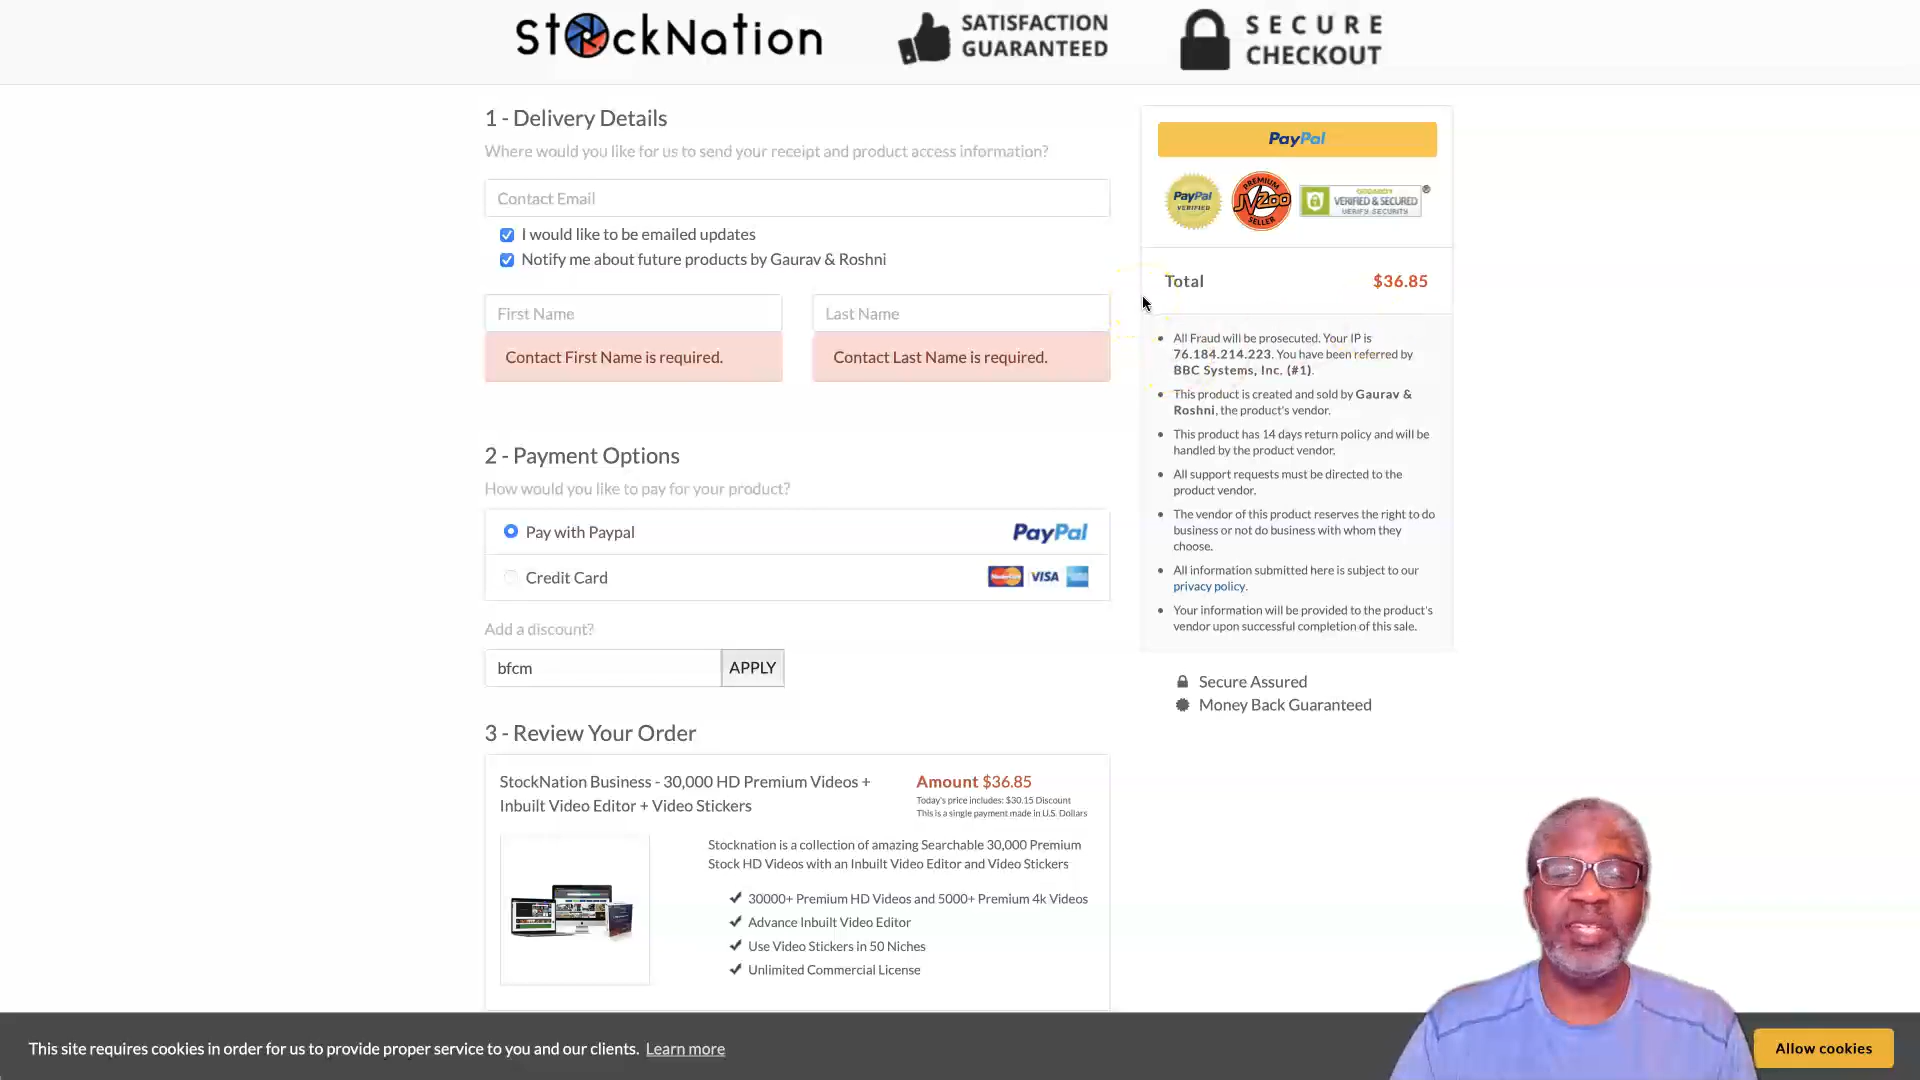 StockNation
SATISFACTION
GUARANTEED
SECURE
CHECKOUT
1 - Delivery Details
Where would you like for us to send your receipt and product access information?
Contact Email
I would like to be emailed updates
Notify me about future products by Gaurav & Roshni
First Name
Last Name
Contact First Name is required.
Contact Last Name is required.
2 - Payment Options
How would you like to pay for your product?
Pay with Paypal
PayPal
Credit Card
MasterCard
VISA
Add a discount?
bfcm
APPLY
3 - Review Your Order
StockNation Business - 30,000 HD Premium Videos +
Inbuilt Video Editor + Video Stickers
Amount $36.85
Today's price includes: $30.15 Discount
This is a single payment made in U.S. Dollars
Stocknation is a collection of amazing Searchable 30,000 Premium
Stock HD Videos with an Inbuilt Video Editor and Video Stickers
30000+ Premium HD Videos and 5000+ Premium 4k Videos
Advance Inbuilt Video Editor
Use Video Stickers in 50 Niches
Unlimited Commercial License
PayPal
PayPal
VERIFIED
PREMIUM
JVZoo
SELLER
VERIFIED & SECURED
VERIFY SECURITY
®
Total
$36.85
All Fraud will be prosecuted. Your IP is
76.184.214.223. You have been referred by
BBC Systems, Inc. (#1).
This product is created and sold by Gaurav &
Roshni, the product's vendor.
This product has 14 days return policy and will be
handled by the product vendor.
All support requests must be directed to the
product vendor.
The vendor of this product reserves the right to do
business or not do business with whom they
choose.
All information submitted here is subject to our
privacy policy.
Your information will be provided to the product's
vendor upon successful completion of this sale.
Secure Assured
Money Back Guaranteed
This site requires cookies in order for us to provide proper service to you and our clients. Learn more
Allow cookies